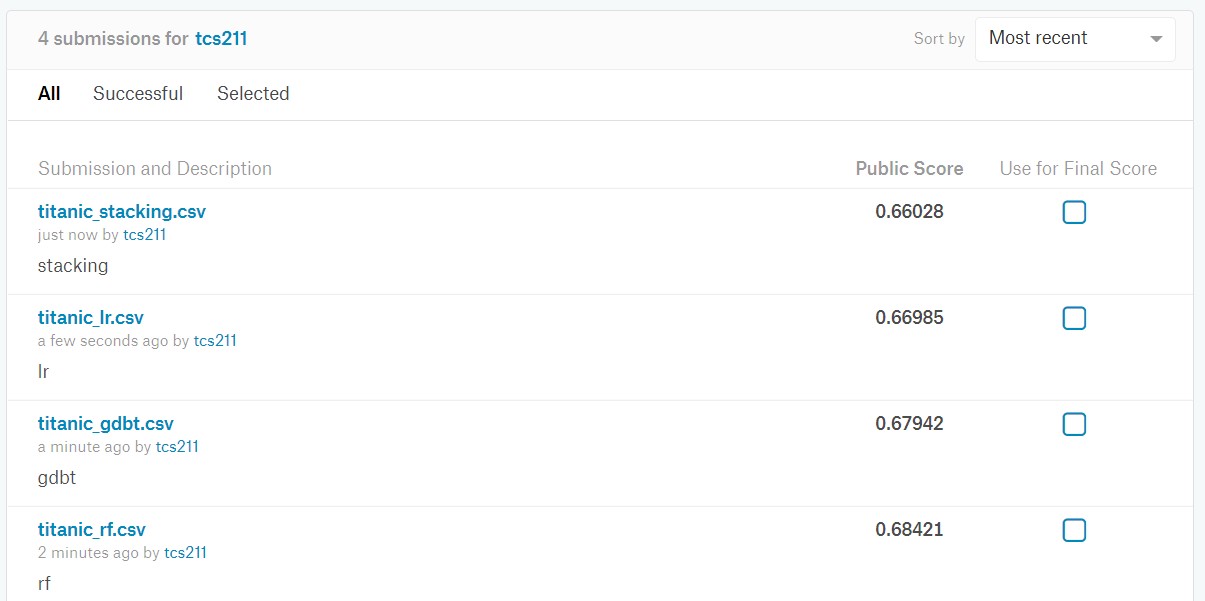 4 submissions for tcs211
Sort by Most recent
All Successful Selected
Submission and Description Public Score Use for Final Score
titanic_stacking.csv 0.66028
just now by tcs211
stacking
titanic_lr.csv 0.66985
a few seconds ago by tcs211
lr
titanic_gdbt.csv 0.67942
a minute ago by tcs211
gdbt
titanic_rf.csv 0.68421
2 minutes ago by tcs211
rf